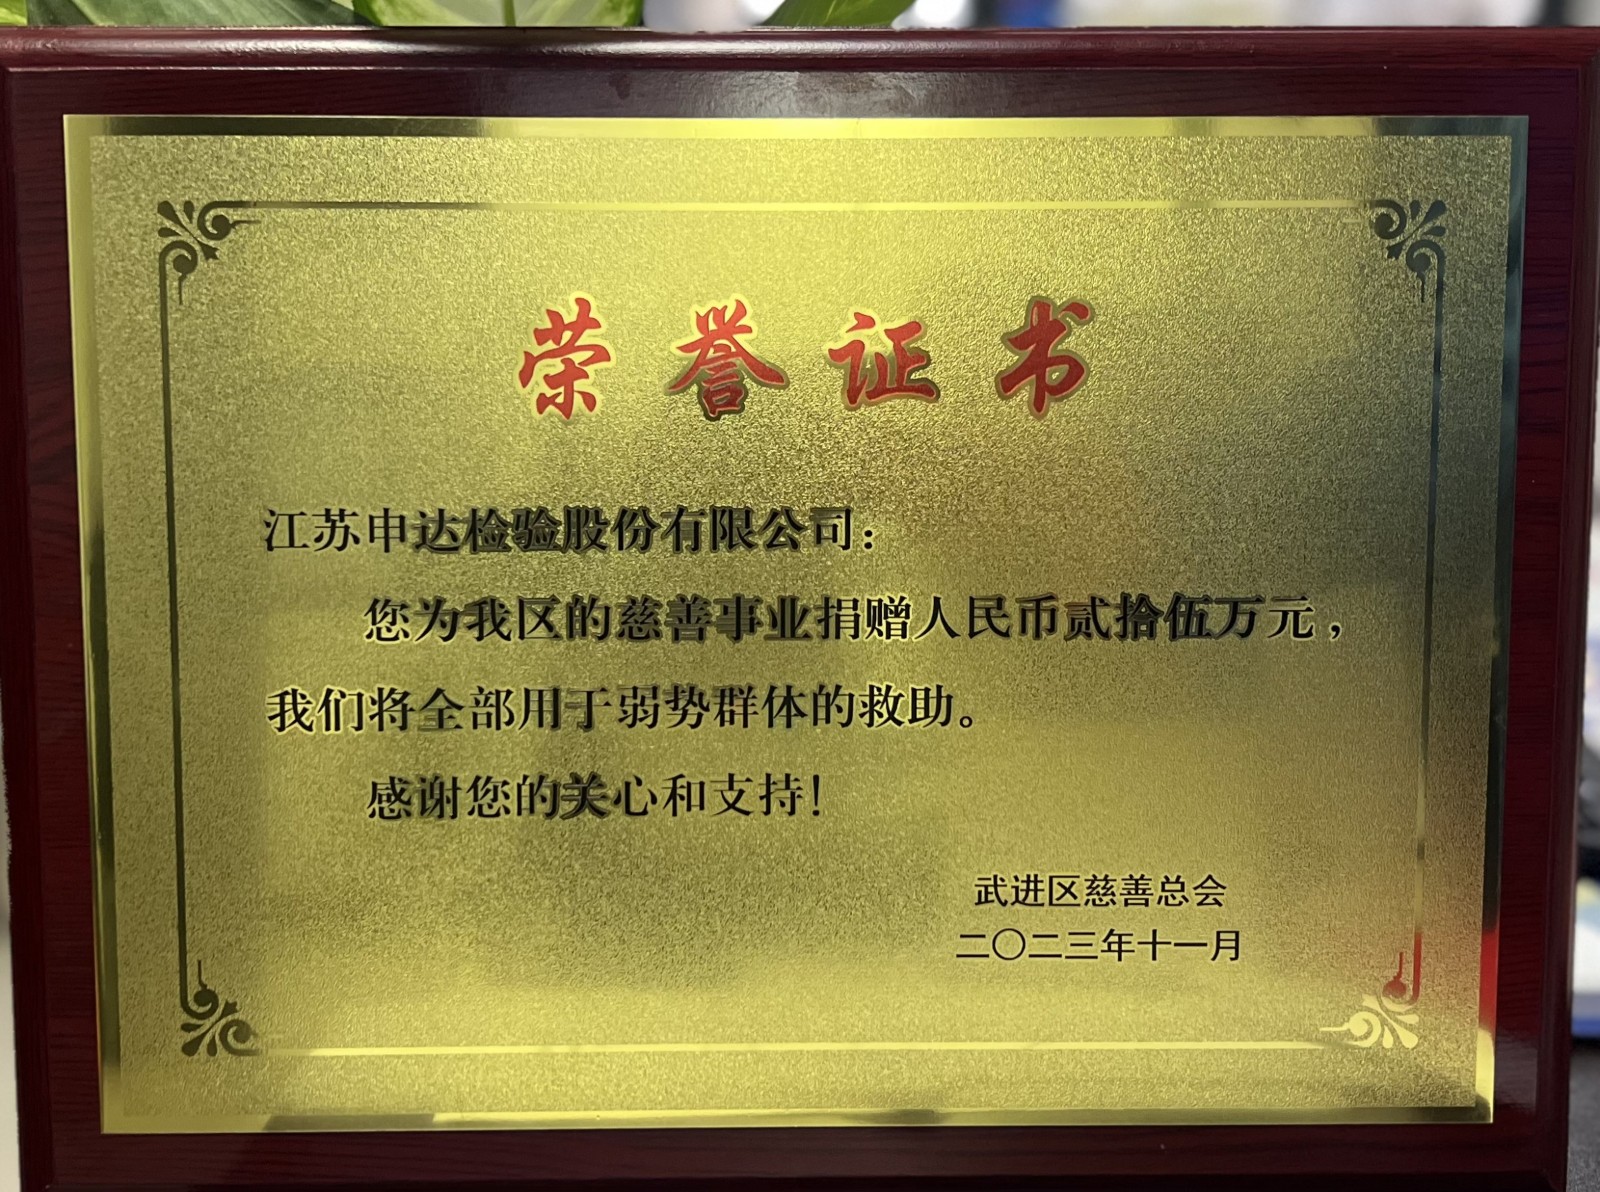 荣誉证书
江苏申达检验股份有限公司：
您为我区的慈善事业捐赠人民币贰拾伍万元，
我们将全部用于弱势群体的救助。
感谢您的关心和支持！
武进区慈善总会
二〇二三年十一月